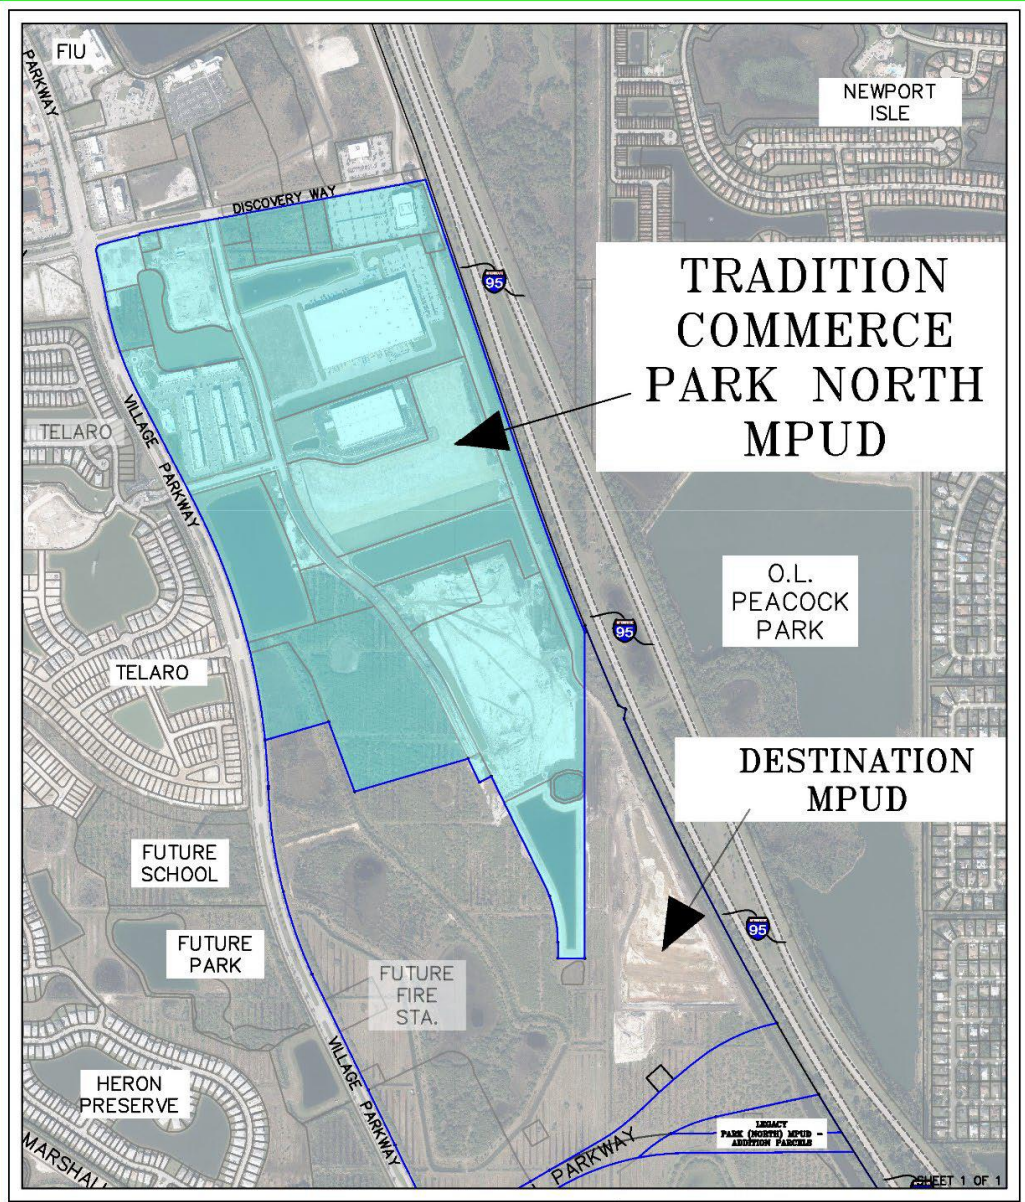 FIU
PARKWAY
NEWPORT
ISLE
DISCOVERY WAY
95
TRADITION
COMMERCE
PARK NORTH
MPUD
TELARO
VILLAGE PARKWAY
O.L.
PEACOCK
PARK
95
TELARO
DESTINATION
MPUD
FUTURE
SCHOOL
FUTURE
PARK
95
FUTURE
FIRE
STA.
VILLAGE PARKWAY
HERON
PRESERVE
LEGACY
PARK (NORTH) MPUD -
ADDITION PARCELS
PARKWAY
MARSHALL
SHEET 1 OF 1